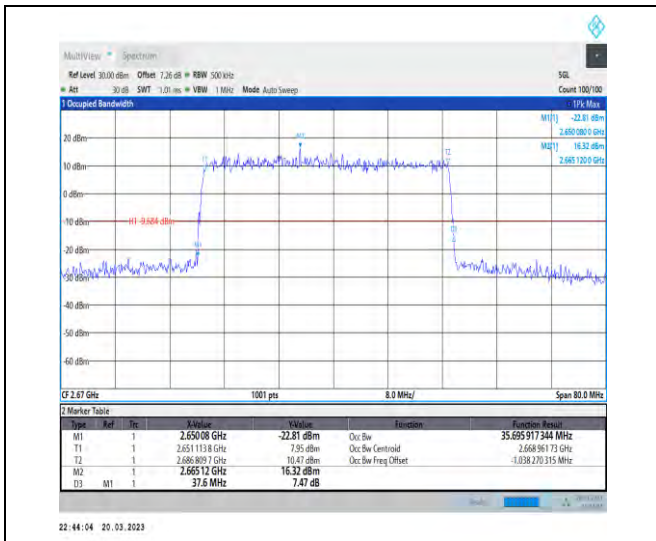 MultiView Spectrum
Ref Level 30.00 dBm Offset 7.26 dB RBW 500 kHz SGL
Att 30 dB SWT 1.01 ms VBW 1 MHz Mode Auto Sweep Count 100/100
1 Occupied Bandwidth 1Pk Max
M1[1] -22.81 dBm
2.650 080 0 GHz
M2[1] 16.32 dBm
2.665 120 0 GHz
20 dBm
10 dBm
0 dBm
-10 dBm
H1 -9.684 dBm
-20 dBm
-30 dBm
-40 dBm
-50 dBm
-60 dBm
T1
M2
T2
M1
D3
CF 2.67 GHz 1001 pts 8.0 MHz/ Span 80.0 MHz
2 Marker Table
Type Ref Trc X-Value Y-Value Function Function Result
M1 1 2.65008 GHz -22.81 dBm Occ Bw 35.695 917 344 MHz
T1 1 2.651 113 8 GHz 7.95 dBm Occ Bw Centroid 2.668 961 73 GHz
T2 1 2.686 809 7 GHz 10.47 dBm Occ Bw Freq Offset -1.038 270 315 MHz
M2 1 2.66512 GHz 16.32 dBm
D3 M1 1 37.6 MHz 7.47 dB
22:44:04 20.03.2023